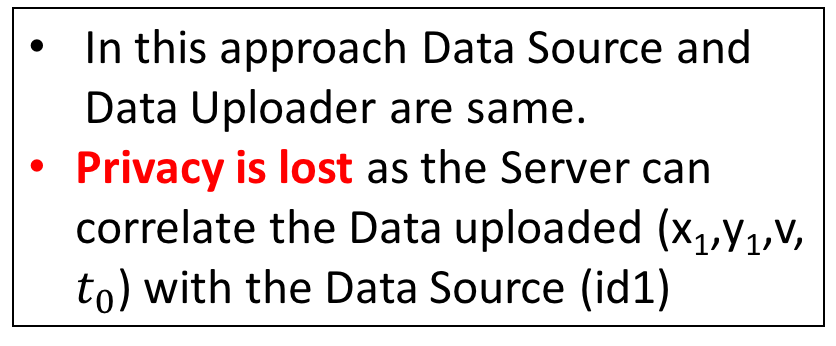 • In this approach Data Source and
Data Uploader are same.
• Privacy is lost as the Server can
correlate the Data uploaded (x₁,y₁,v,
t₀) with the Data Source (id1)